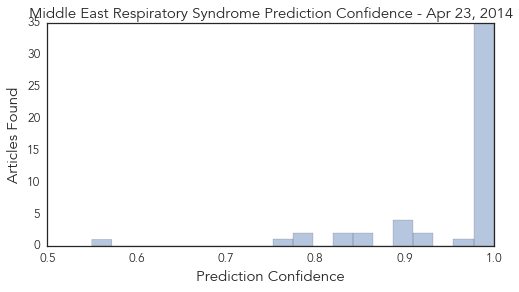 Middle East Respiratory Syndrome Prediction Confidence - Apr 23, 2014
35
30
25
20
15
10
5
0
Articles Found
0.5 0.6 0.7 0.8 0.9 1.0
Prediction Confidence